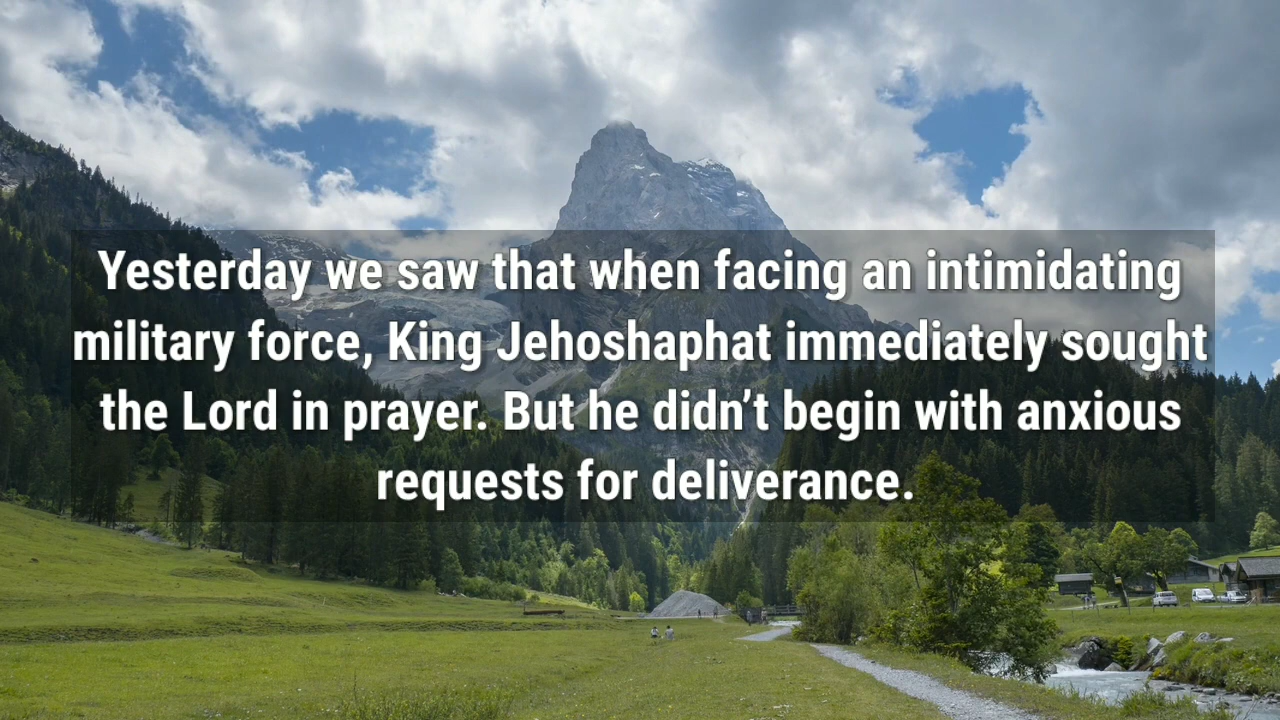 Yesterday we saw that when facing an intimidating
military force, King Jehoshaphat immediately sought
the Lord in prayer. But he didn’t begin with anxious
requests for deliverance.